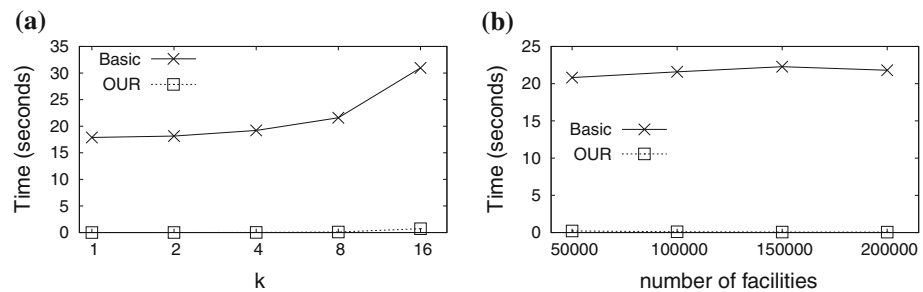 (a)
Time (seconds)
35
30
25
20
15
10
5
0
Basic
OUR
1 2 4 8 16
k
(b)
Time (seconds)
25
20
15
10
5
0
Basic
OUR
50000 100000 150000 200000
number of facilities